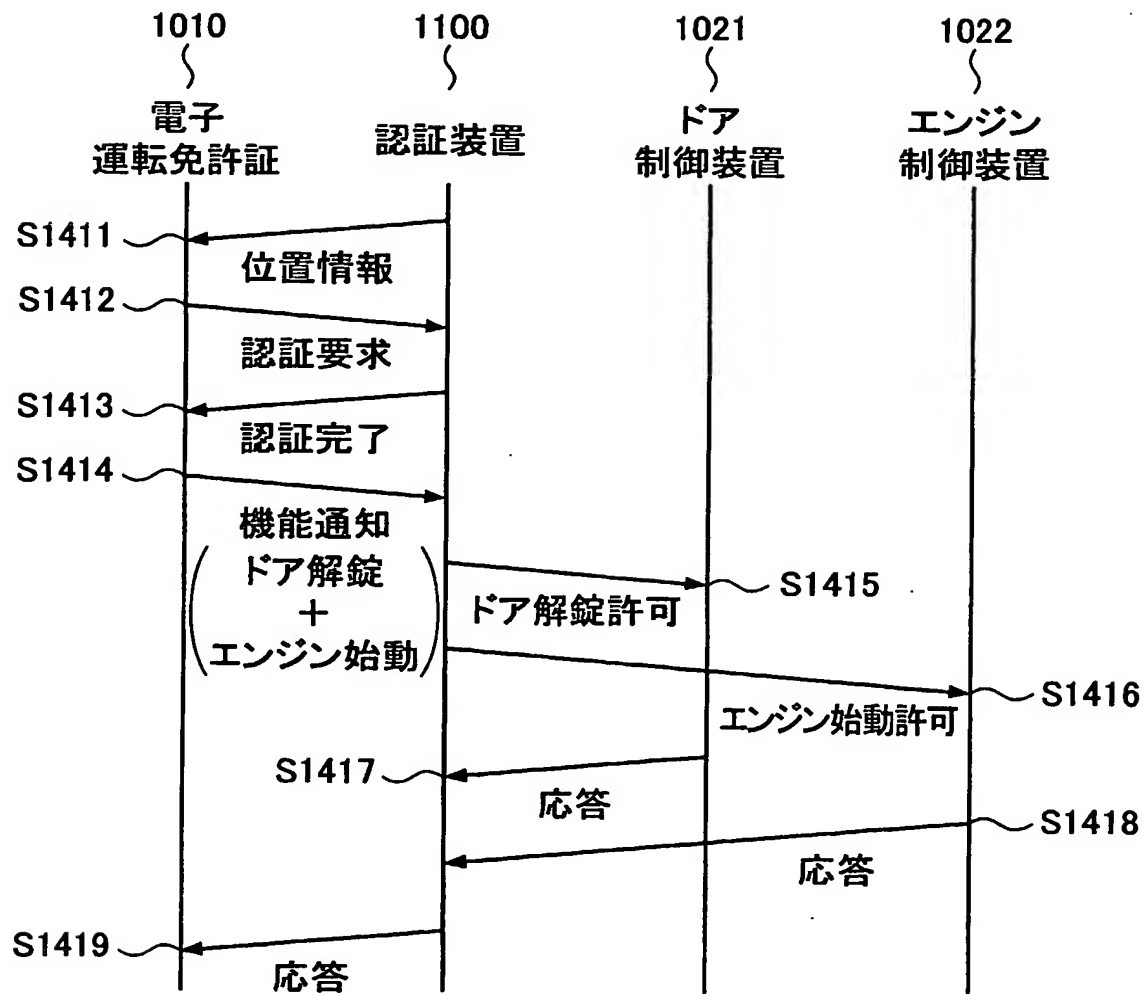 1010
1100
1021
1022
電子
運転免許証
認証装置
ドア
制御装置
エンジン
制御装置
S1411
位置情報
S1412
認証要求
S1413
認証完了
S1414
機能通知
ドア解錠
+
エンジン始動
S1415
ドア解錠許可
S1416
エンジン始動許可
S1417
応答
S1418
応答
S1419
応答